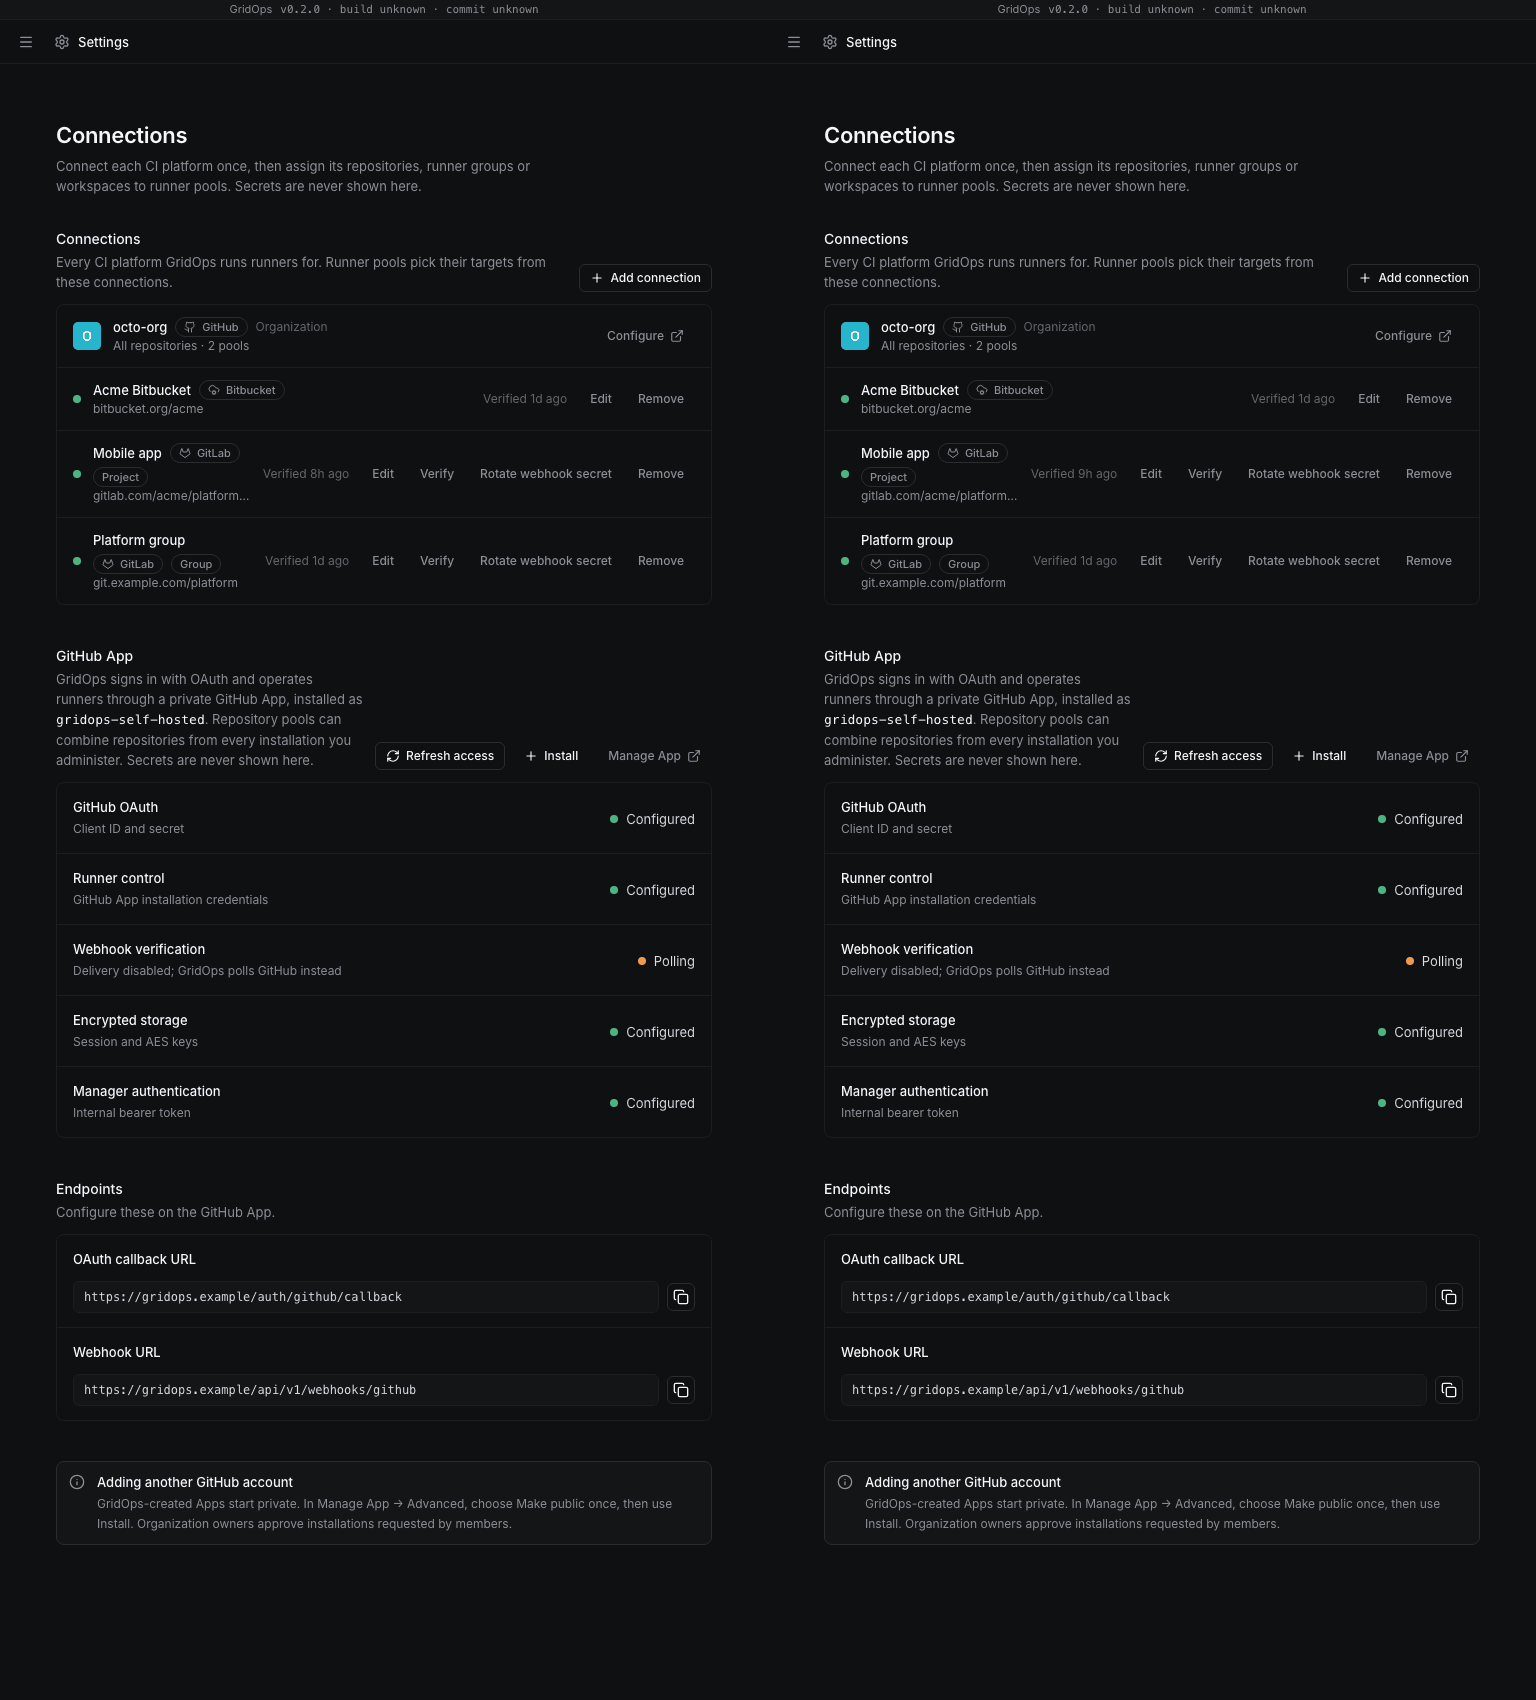 GridOps v0.2.0 · build unknown · commit unknown
Settings
Connections
Connect each CI platform once, then assign its repositories, runner groups or
workspaces to runner pools. Secrets are never shown here.
Connections
Every CI platform GridOps runs runners for. Runner pools pick their targets from
these connections.
Add connection
O
octo-org GitHub Organization
All repositories · 2 pools
Configure
Acme Bitbucket Bitbucket
bitbucket.org/acme
Verified 1d ago Edit Remove
Mobile app GitLab
Project
gitlab.com/acme/platform...
Verified 8h ago Edit Verify Rotate webhook secret Remove
Platform group
GitLab Group
git.example.com/platform
Verified 1d ago Edit Verify Rotate webhook secret Remove
GitHub App
GridOps signs in with OAuth and operates
runners through a private GitHub App, installed as
gridops-self-hosted. Repository pools can
combine repositories from every installation you
administer. Secrets are never shown here.
Refresh access Install Manage App
GitHub OAuth
Client ID and secret
Configured
Runner control
GitHub App installation credentials
Configured
Webhook verification
Delivery disabled; GridOps polls GitHub instead
Polling
Encrypted storage
Session and AES keys
Configured
Manager authentication
Internal bearer token
Configured
Endpoints
Configure these on the GitHub App.
OAuth callback URL
https://gridops.example/auth/github/callback
Webhook URL
https://gridops.example/api/v1/webhooks/github
Adding another GitHub account
GridOps-created Apps start private. In Manage App → Advanced, choose Make public once, then use
Install. Organization owners approve installations requested by members.
GridOps v0.2.0 · build unknown · commit unknown
Settings
Connections
Connect each CI platform once, then assign its repositories, runner groups or
workspaces to runner pools. Secrets are never shown here.
Connections
Every CI platform GridOps runs runners for. Runner pools pick their targets from
these connections.
Add connection
O
octo-org GitHub Organization
All repositories · 2 pools
Configure
Acme Bitbucket Bitbucket
bitbucket.org/acme
Verified 1d ago Edit Remove
Mobile app GitLab
Project
gitlab.com/acme/platform...
Verified 9h ago Edit Verify Rotate webhook secret Remove
Platform group
GitLab Group
git.example.com/platform
Verified 1d ago Edit Verify Rotate webhook secret Remove
GitHub App
GridOps signs in with OAuth and operates
runners through a private GitHub App, installed as
gridops-self-hosted. Repository pools can
combine repositories from every installation you
administer. Secrets are never shown here.
Refresh access Install Manage App
GitHub OAuth
Client ID and secret
Configured
Runner control
GitHub App installation credentials
Configured
Webhook verification
Delivery disabled; GridOps polls GitHub instead
Polling
Encrypted storage
Session and AES keys
Configured
Manager authentication
Internal bearer token
Configured
Endpoints
Configure these on the GitHub App.
OAuth callback URL
https://gridops.example/auth/github/callback
Webhook URL
https://gridops.example/api/v1/webhooks/github
Adding another GitHub account
GridOps-created Apps start private. In Manage App → Advanced, choose Make public once, then use
Install. Organization owners approve installations requested by members.